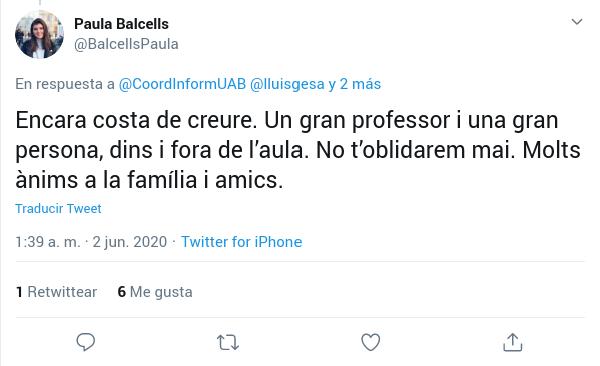 Paula Balcells
@BalcellsPaula
En respuesta a @CoordInformUAB @lluisgesa y 2 más
Encara costa de creure. Un gran professor i una gran
persona, dins i fora de l’aula. No t’oblidarem mai. Molts
ànims a la família i amics.
Traducir Tweet
1:39 a. m. · 2 jun. 2020 · Twitter for iPhone
1 Retwittear 6 Me gusta